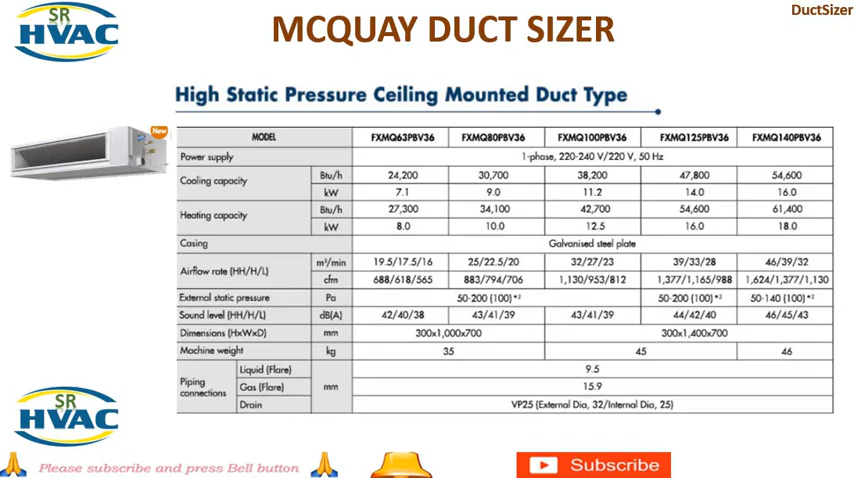 SR
HVAC
MCQUAY DUCT SIZER
DuctSizer
High Static Pressure Ceiling Mounted Duct Type
New
MODEL FXMQ63PBV36 FXMQ80PBV36 FXMQ100PBV36 FXMQ125PBV36 FXMQ140PBV36
Power supply 1-phase, 220-240 V/220 V, 50 Hz
Cooling capacity Btu/h 24,200 30,700 38,200 47,800 54,600
kW 7.1 9.0 11.2 14.0 16.0
Heating capacity Btu/h 27,300 34,100 42,700 54,600 61,400
kW 8.0 10.0 12.5 16.0 18.0
Casing Galvanised steel plate
Airflow rate (HH/H/L) m³/min 19.5/17.5/16 25/22.5/20 32/27/23 39/33/28 46/39/32
cfm 688/618/565 883/794/706 1,130/953/812 1,377/1,165/988 1,624/1,377/1,130
External static pressure Pa 50-200 (100)*² 50-200 (100)*² 50-140 (100)*²
Sound level (HH/H/L) dB(A) 42/40/38 43/41/39 43/41/39 44/42/40 46/45/43
Dimensions (H×W×D) mm 300x1,000x700 300x1,400x700
Machine weight kg 35 45 46
Piping connections Liquid (Flare) mm 9.5
Gas (Flare) 15.9
Drain VP25 (External Dia, 32/Internal Dia, 25)
SR
HVAC
Please subscribe and press Bell button
Subscribe